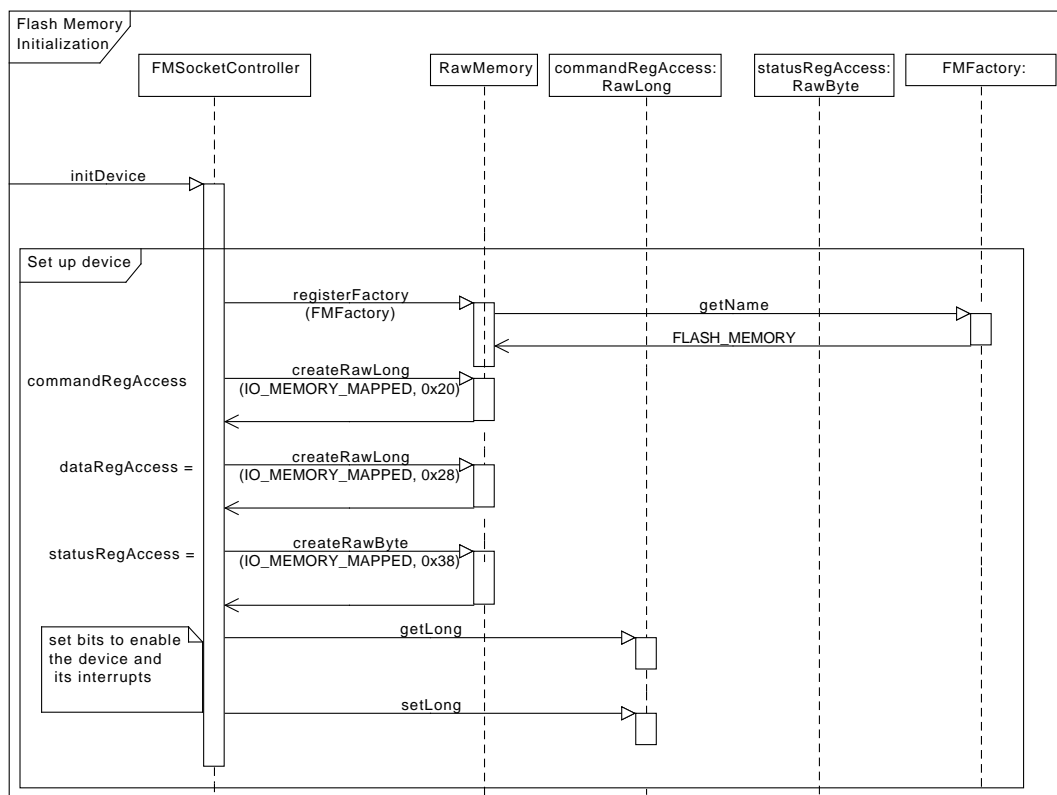 Flash Memory
Initialization
FMSocketController
RawMemory
commandRegAccess:
RawLong
statusRegAccess:
RawByte
FMFactory:
initDevice
Set up device
registerFactory
(FMFactory)
getName
FLASH_MEMORY
commandRegAccess
createRawLong
(IO_MEMORY_MAPPED, 0x20)
dataRegAccess =
createRawLong
(IO_MEMORY_MAPPED, 0x28)
statusRegAccess =
createRawByte
(IO_MEMORY_MAPPED, 0x38)
set bits to enable
the device and
its interrupts
getLong
setLong